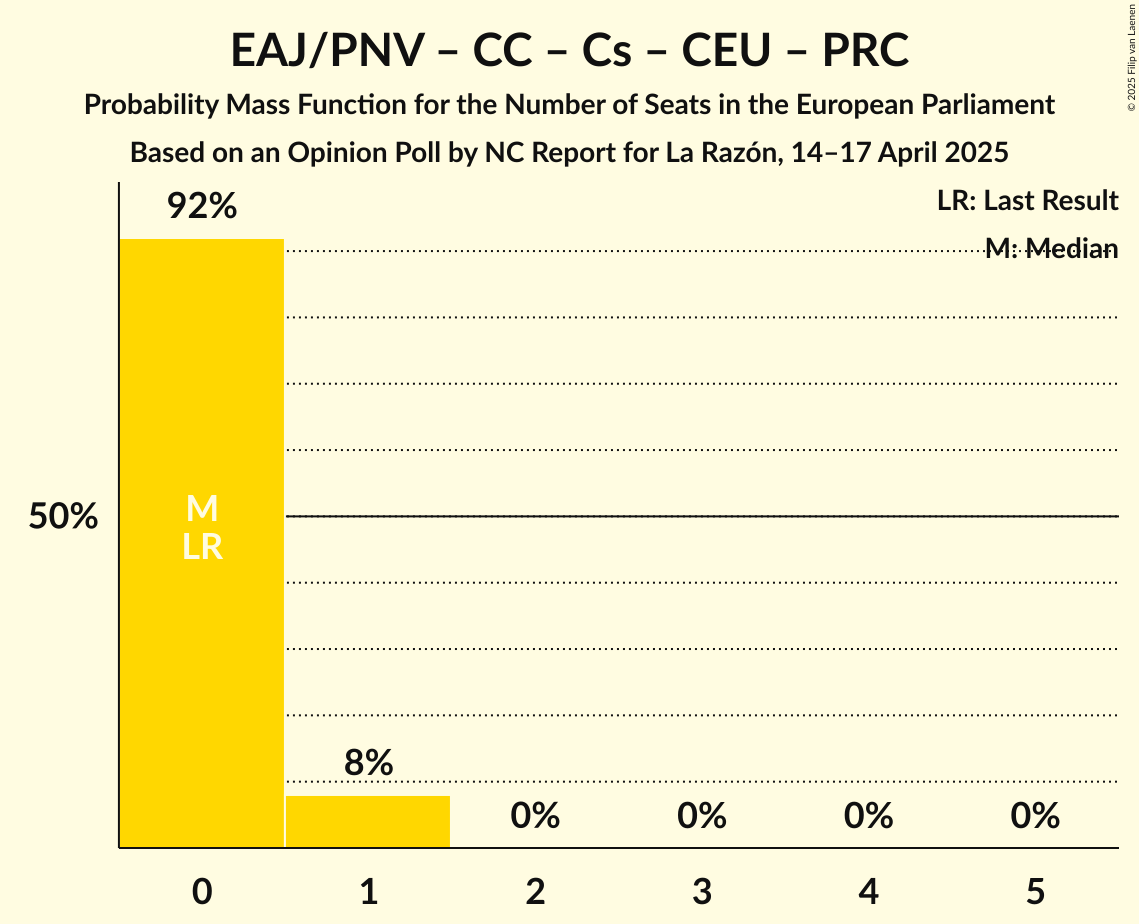 EAJ/PNV – CC – Cs – CEU – PRC
Probability Mass Function for the Number of Seats in the European Parliament
Based on an Opinion Poll by NC Report for La Razón, 14–17 April 2025
© 2025 Filip van Laenen
LR: Last Result
M: Median
92%
50%
M
LR
8%
0% 0% 0% 0%
0 1 2 3 4 5